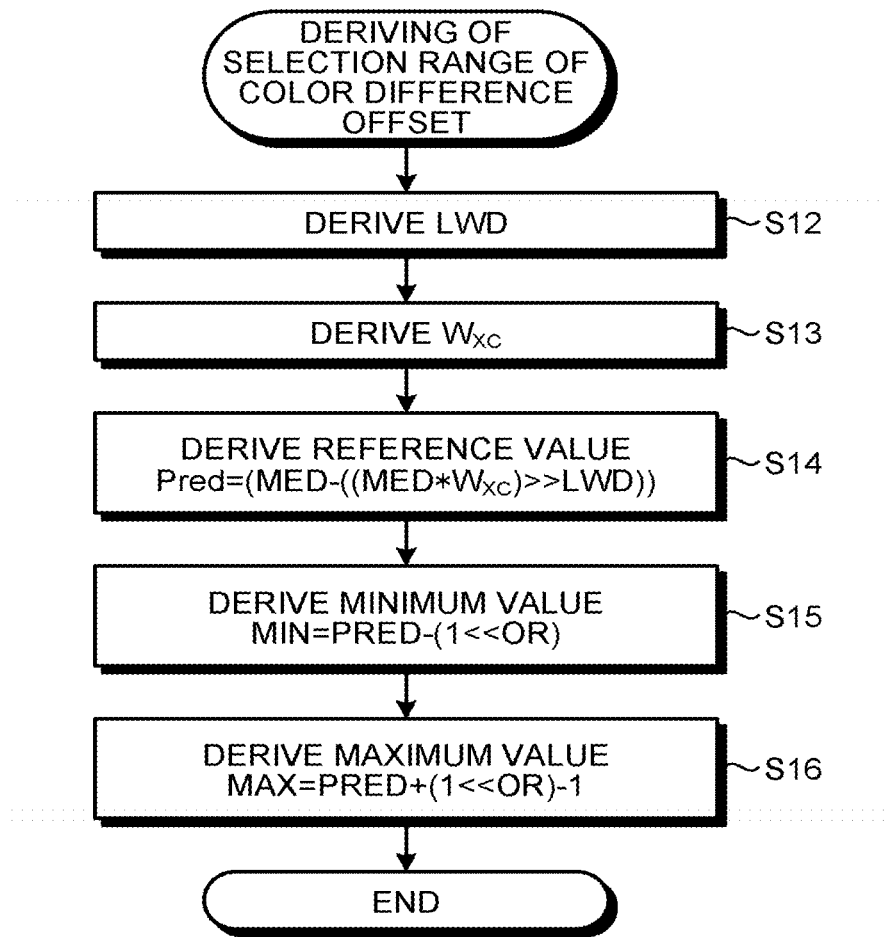 DERIVING OF
SELECTION RANGE OF
COLOR DIFFERENCE
OFFSET
DERIVE LWD
S12
DERIVE WXC
S13
DERIVE REFERENCE VALUE
Pred=(MED-((MED*WXC)>>LWD))
S14
DERIVE MINIMUM VALUE
MIN=PRED-(1<<OR)
S15
DERIVE MAXIMUM VALUE
MAX=PRED+(1<<OR)-1
S16
END